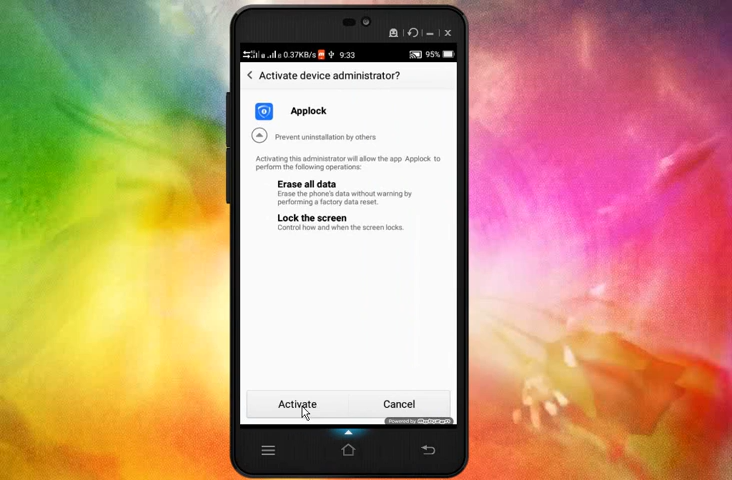 0.37KB/s 9:33 95%
Activate device administrator?
Applock
Prevent uninstallation by others
Activating this administrator will allow the app Applock to
perform the following operations:
Erase all data
Erase the phone's data without warning by
performing a factory data reset.
Lock the screen
Control how and when the screen locks.
Activate Cancel
Powered by